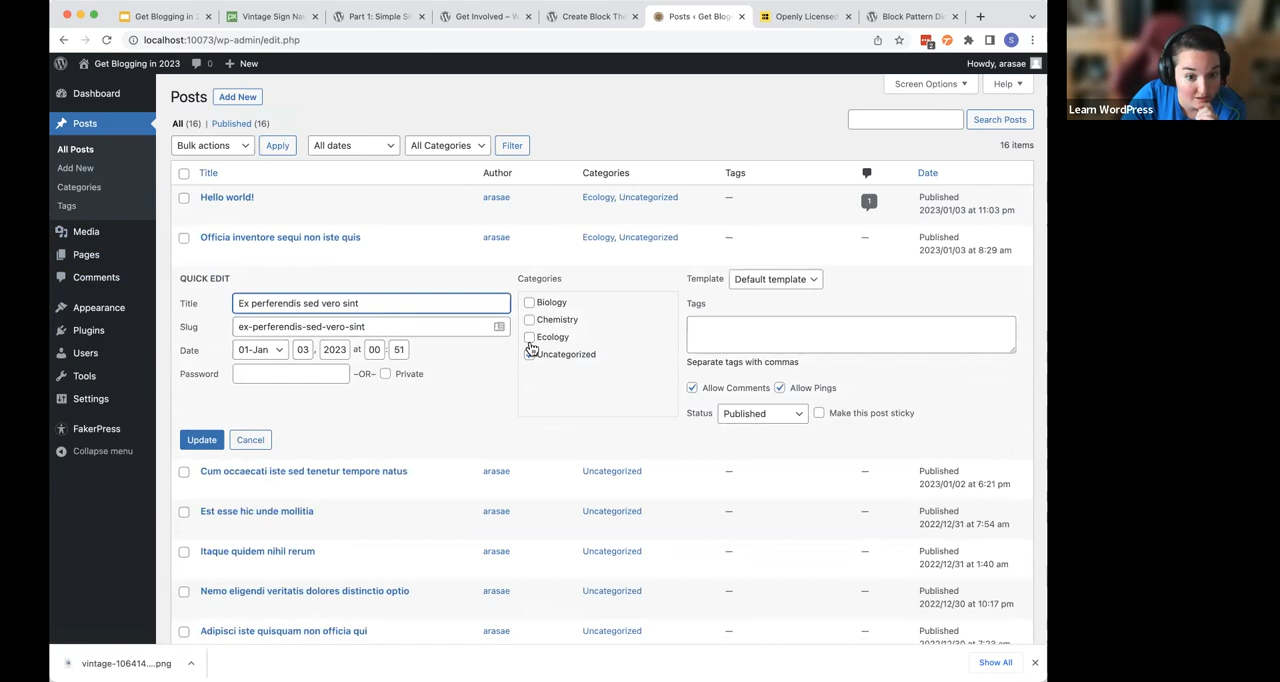 Get Blogging in 2
Vintage Sign Na
Part 1: Simple Si
Get Involved – W
Create Block The
Posts ‹ Get Blog
Openly Licensed
Block Pattern Di
localhost:10073/wp-admin/edit.php
2
S
Get Blogging in 2023
0
New
Howdy, arasae
Learn WordPress
Dashboard
Posts
All Posts
Add New
Categories
Tags
Media
Pages
Comments
Appearance
Plugins
Users
Tools
Settings
FakerPress
Collapse menu
Screen Options
Help
Posts
Add New
All (16) | Published (16)
Search Posts
Bulk actions
Apply
All dates
All Categories
Filter
16 items
Title
Author
Categories
Tags
Date
Hello world!
arasae
Ecology, Uncategorized
—
1
Published
2023/01/03 at 11:03 pm
Officia inventore sequi non iste quis
arasae
Ecology, Uncategorized
—
—
Published
2023/01/03 at 8:29 am
QUICK EDIT
Title
Ex perferendis sed vero sint
Slug
ex-perferendis-sed-vero-sint
Date
01-Jan
03
,
2023
at
00
:
51
Password
–OR–
Private
Categories
Biology
Chemistry
Ecology
Uncategorized
Template
Default template
Tags
Separate tags with commas
Allow Comments
Allow Pings
Status
Published
Make this post sticky
Update
Cancel
Cum occaecati iste sed tenetur tempore natus
arasae
Uncategorized
—
—
Published
2023/01/02 at 6:21 pm
Est esse hic unde mollitia
arasae
Uncategorized
—
—
Published
2022/12/31 at 7:54 am
Itaque quidem nihil rerum
arasae
Uncategorized
—
—
Published
2022/12/31 at 1:40 am
Nemo eligendi veritatis dolores distinctio optio
arasae
Uncategorized
—
—
Published
2022/12/30 at 10:17 pm
Adipisci iste quisquam non officia qui
arasae
Uncategorized
—
—
Published
2022/12/30 at 7:23 am
vintage-106414....png
Show All